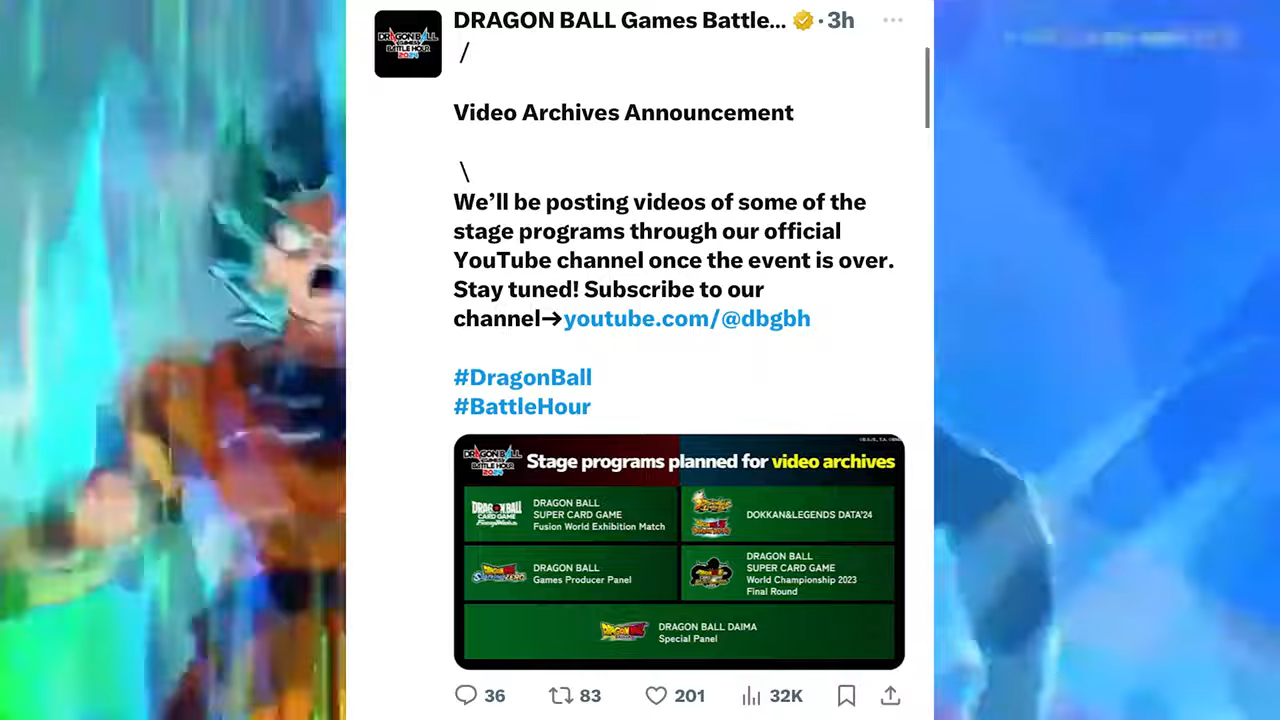 DRAGON BALL Games Battle... · 3h
/
Video Archives Announcement
\
We’ll be posting videos of some of the
stage programs through our official
YouTube channel once the event is over.
Stay tuned! Subscribe to our
channel→youtube.com/@dbgbh
#DragonBall
#BattleHour
Stage programs planned for video archives
DRAGON BALL
SUPER CARD GAME
Fusion World Exhibition Match
DOKKAN&LEGENDS DATA'24
DRAGON BALL
Games Producer Panel
DRAGON BALL
SUPER CARD GAME
World Championship 2023
Final Round
DRAGON BALL DAIMA
Special Panel
36 83 201 32K